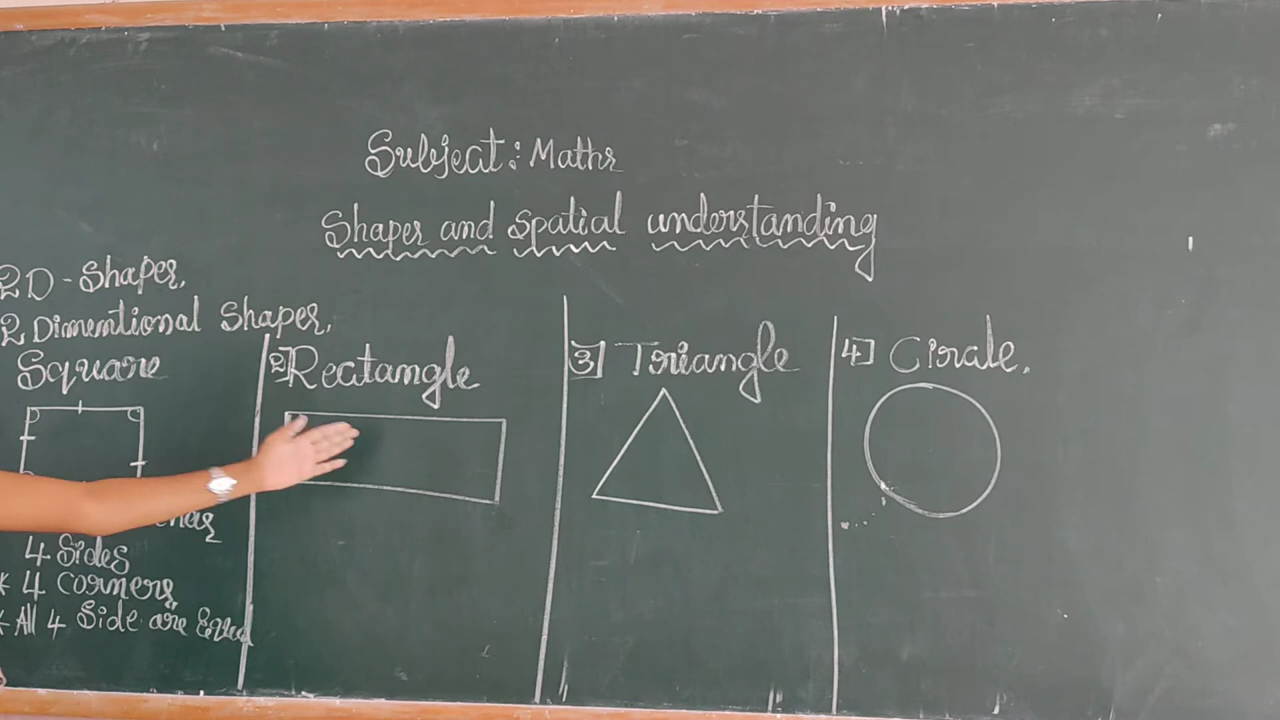 Subject: Maths
Shapes and spatial understanding
2D - Shapes.
2 Dimentional Shapes.
Square
2] Rectangle
3] Triangle
4] Circle.
4 Sides
* 4 corners
* All 4 Side are Equal